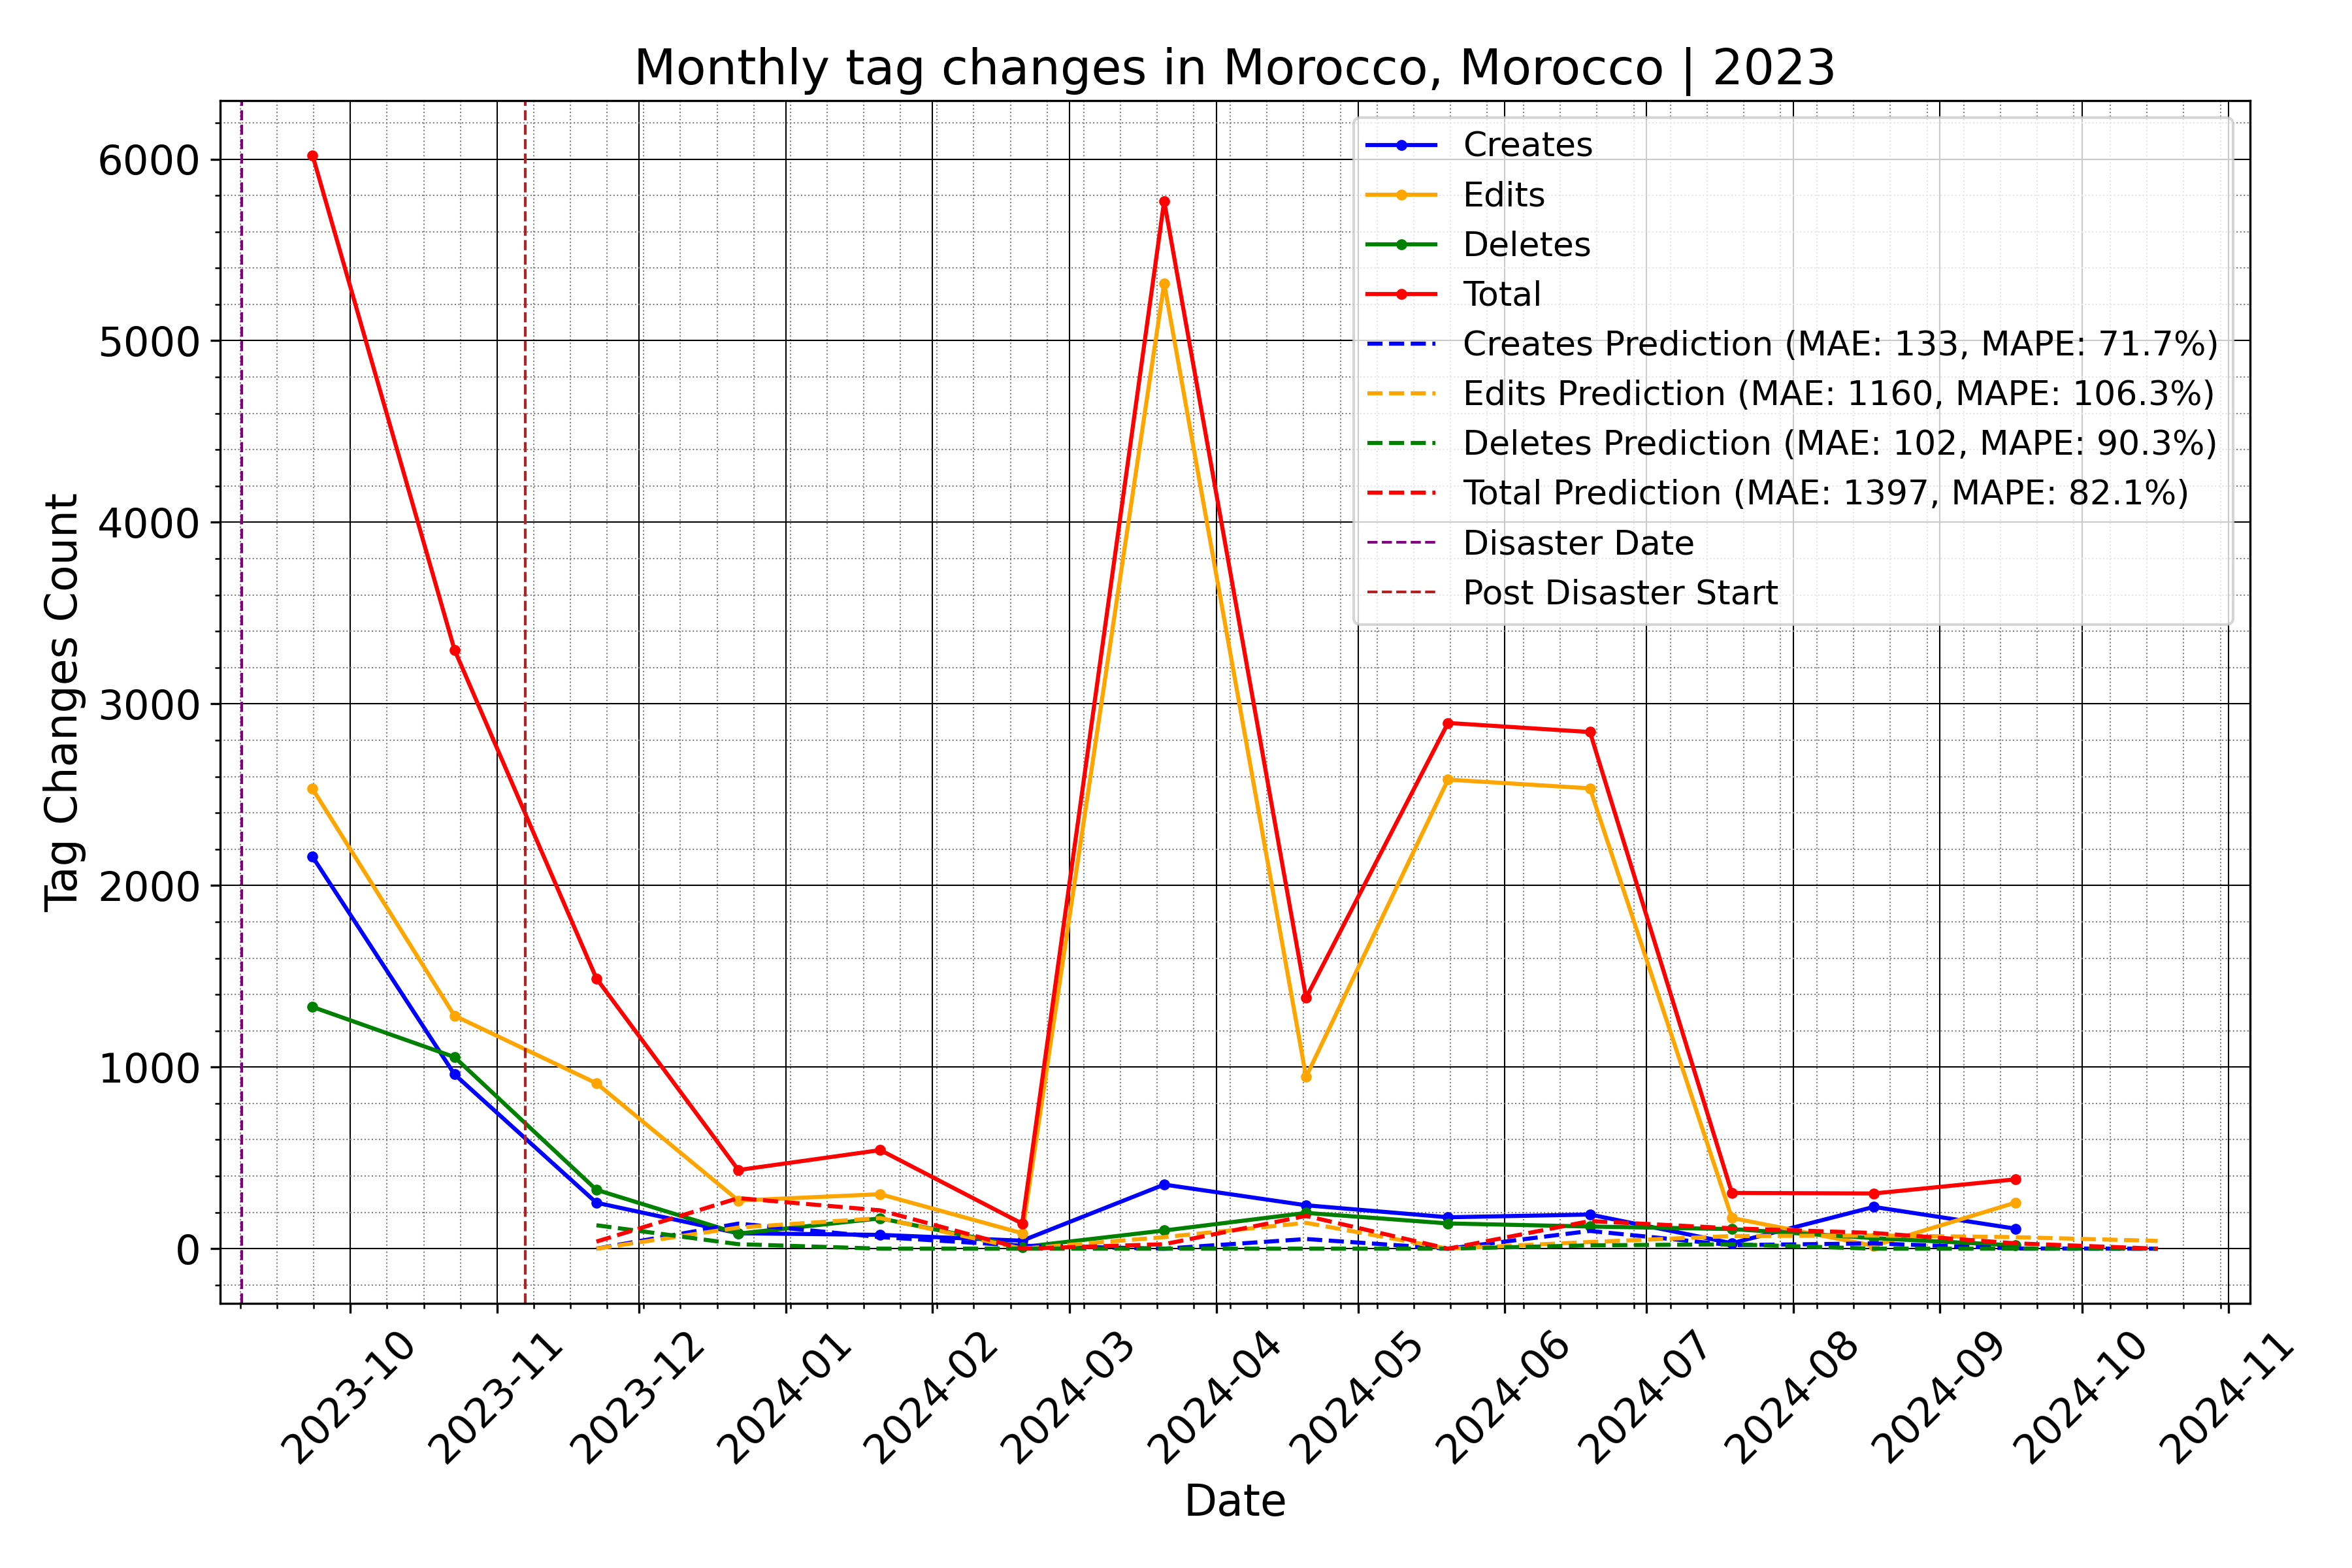 Monthly tag changes in Morocco, Morocco | 2023
Tag Changes Count
6000
5000
4000
3000
2000
1000
0
Creates
Edits
Deletes
Total
Creates Prediction (MAE: 133, MAPE: 71.7%)
Edits Prediction (MAE: 1160, MAPE: 106.3%)
Deletes Prediction (MAE: 102, MAPE: 90.3%)
Total Prediction (MAE: 1397, MAPE: 82.1%)
Disaster Date
Post Disaster Start
2023-10
2023-11
2023-12
2024-01
2024-02
2024-03
2024-04
2024-05
2024-06
2024-07
2024-08
2024-09
2024-10
2024-11
Date